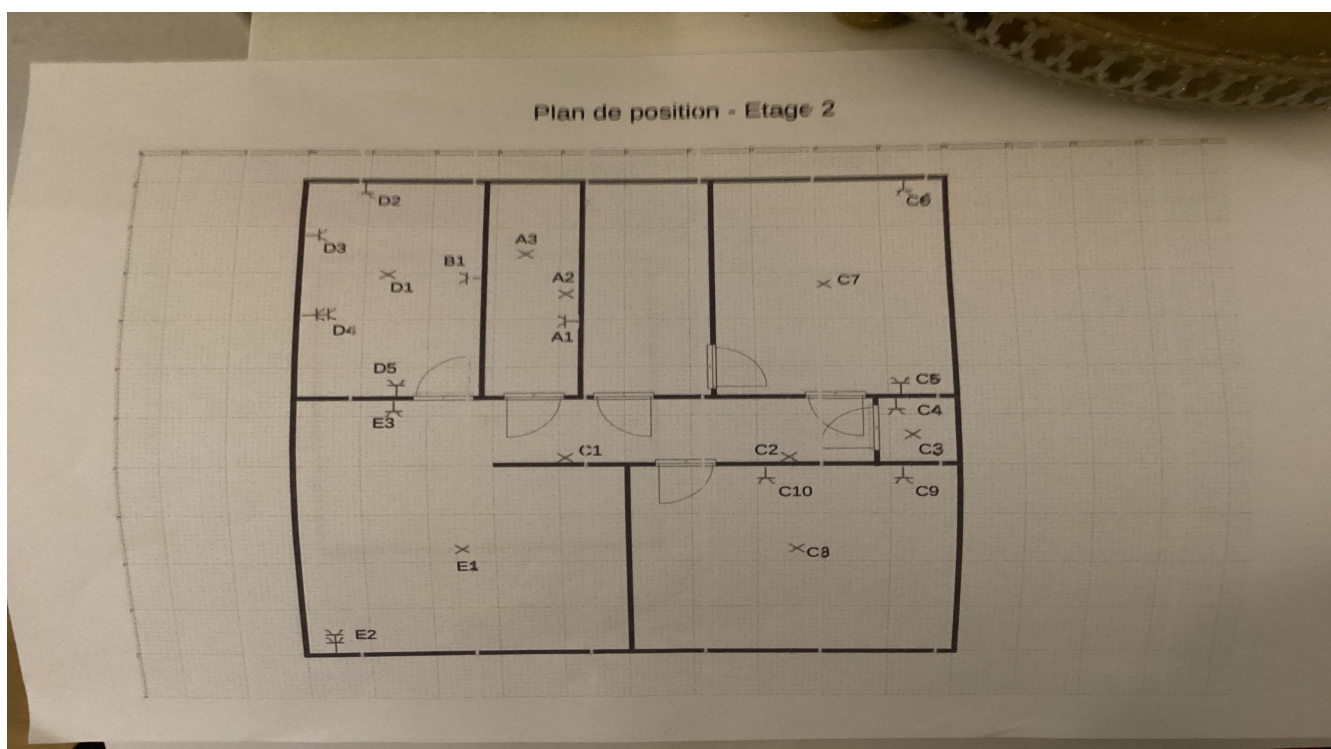 Plan de position - Etage 2
D2
C6
D3
A3
B1
A2
C7
D1
D4
A1
D5
C5
E3
C4
C1
C2
C3
C10
C9
E1
C8
E2